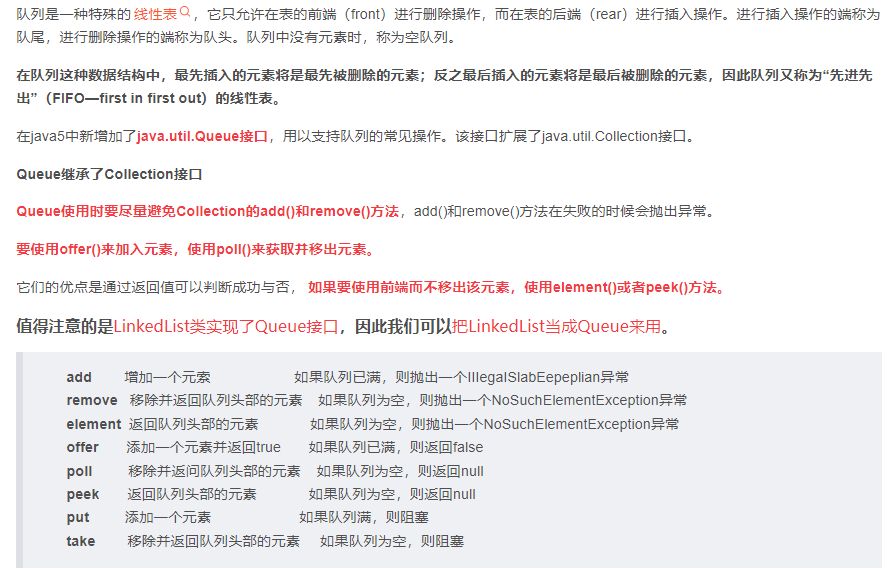 队列是一种特殊的线性表，它只允许在表的前端（front）进行删除操作，而在表的后端（rear）进行插入操作。进行插入操作的端称为
队尾，进行删除操作的端称为队头。队列中没有元素时，称为空队列。
在队列这种数据结构中，最先插入的元素将是最先被删除的元素；反之最后插入的元素将是最后被删除的元素，因此队列又称为“先进先
出”（FIFO—first in first out）的线性表。
在java5中新增加了java.util.Queue接口，用以支持队列的常见操作。该接口扩展了java.util.Collection接口。
Queue继承了Collection接口
Queue使用时要尽量避免Collection的add()和remove()方法，add()和remove()方法在失败的时候会抛出异常。
要使用offer()来加入元素，使用poll()来获取并移出元素。
它们的优点是通过返回值可以判断成功与否， 如果要使用前端而不移出该元素，使用element()或者peek()方法。
值得注意的是LinkedList类实现了Queue接口，因此我们可以把LinkedList当成Queue来用。
add 增加一个元索 如果队列已满，则抛出一个IIIegaISlabEepeplian异常
remove 移除并返回队列头部的元素 如果队列为空，则抛出一个NoSuchElementException异常
element 返回队列头部的元素 如果队列为空，则抛出一个NoSuchElementException异常
offer 添加一个元素并返回true 如果队列已满，则返回false
poll 移除并返问队列头部的元素 如果队列为空，则返回null
peek 返回队列头部的元素 如果队列为空，则返回null
put 添加一个元素 如果队列满，则阻塞
take 移除并返回队列头部的元素 如果队列为空，则阻塞